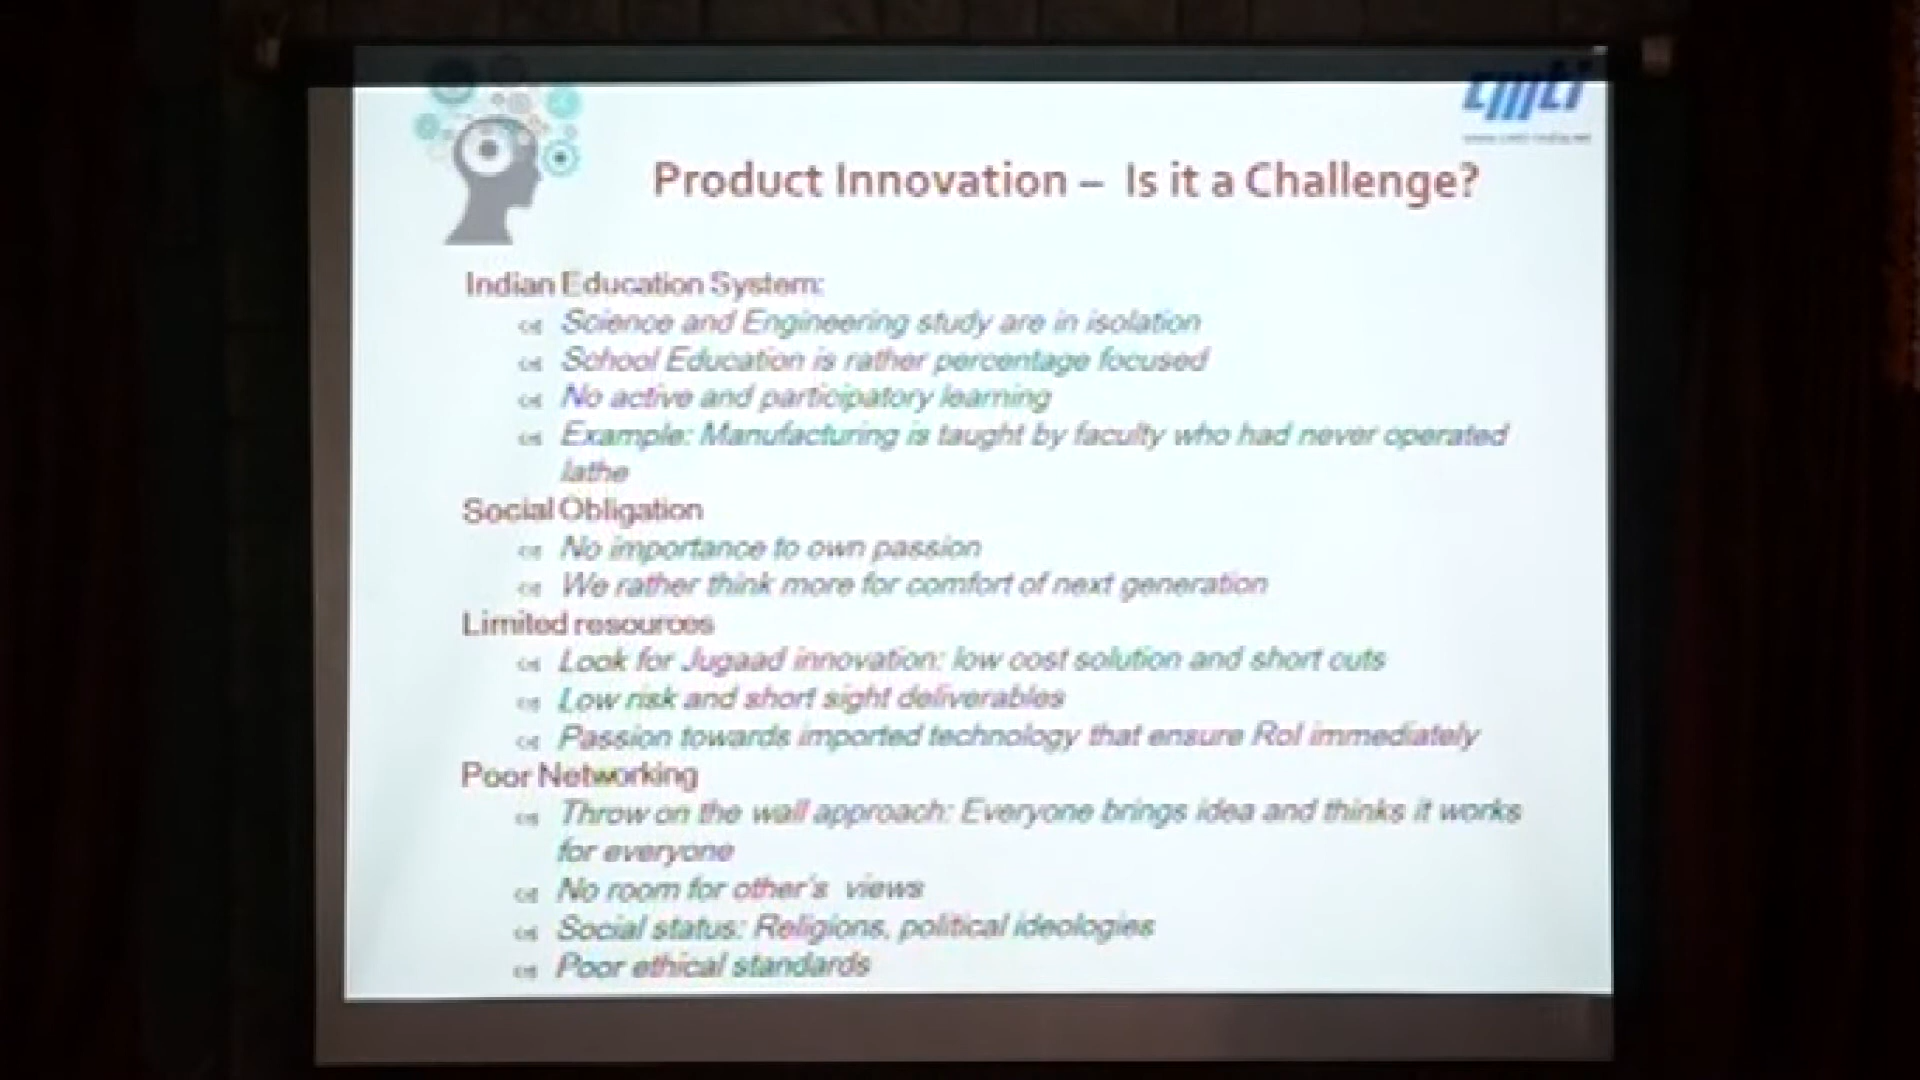 cmti
Product Innovation – Is it a Challenge?
Indian Education System:
Science and Engineering study are in isolation
School Education is rather percentage focused
No active and participatory learning
Example: Manufacturing is taught by faculty who had never operated
lathe
Social Obligation
No importance to own passion
We rather think more for comfort of next generation
Limited resources
Look for Jugaad innovation: low cost solution and short cuts
Low risk and short sight deliverables
Passion towards imported technology that ensure RoI immediately
Poor Networking
Throw on the wall approach: Everyone brings idea and thinks it works
for everyone
No room for other's views
Social status: Religions, political ideologies
Poor ethical standards